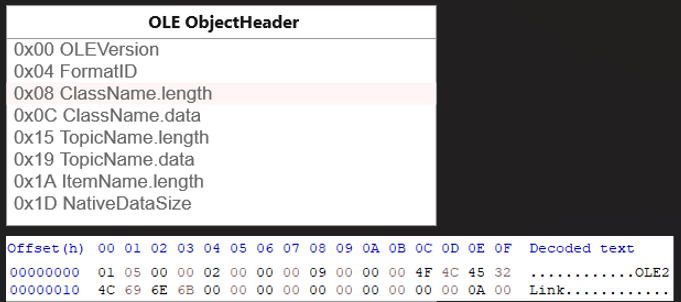 OLE ObjectHeader
0x00 OLEVersion
0x04 FormatID
0x08 ClassName.length
0x0C ClassName.data
0x15 TopicName.length
0x19 TopicName.data
0x1A ItemName.length
0x1D NativeDataSize
Offset(h) 00 01 02 03 04 05 06 07 08 09 0A 0B 0C 0D 0E 0F Decoded text
00000000 01 05 00 00 02 00 00 00 09 00 00 00 4F 4C 45 32 ............OLE2
00000010 4C 69 6E 6B 00 00 00 00 00 00 00 00 00 00 0A 00 Link............